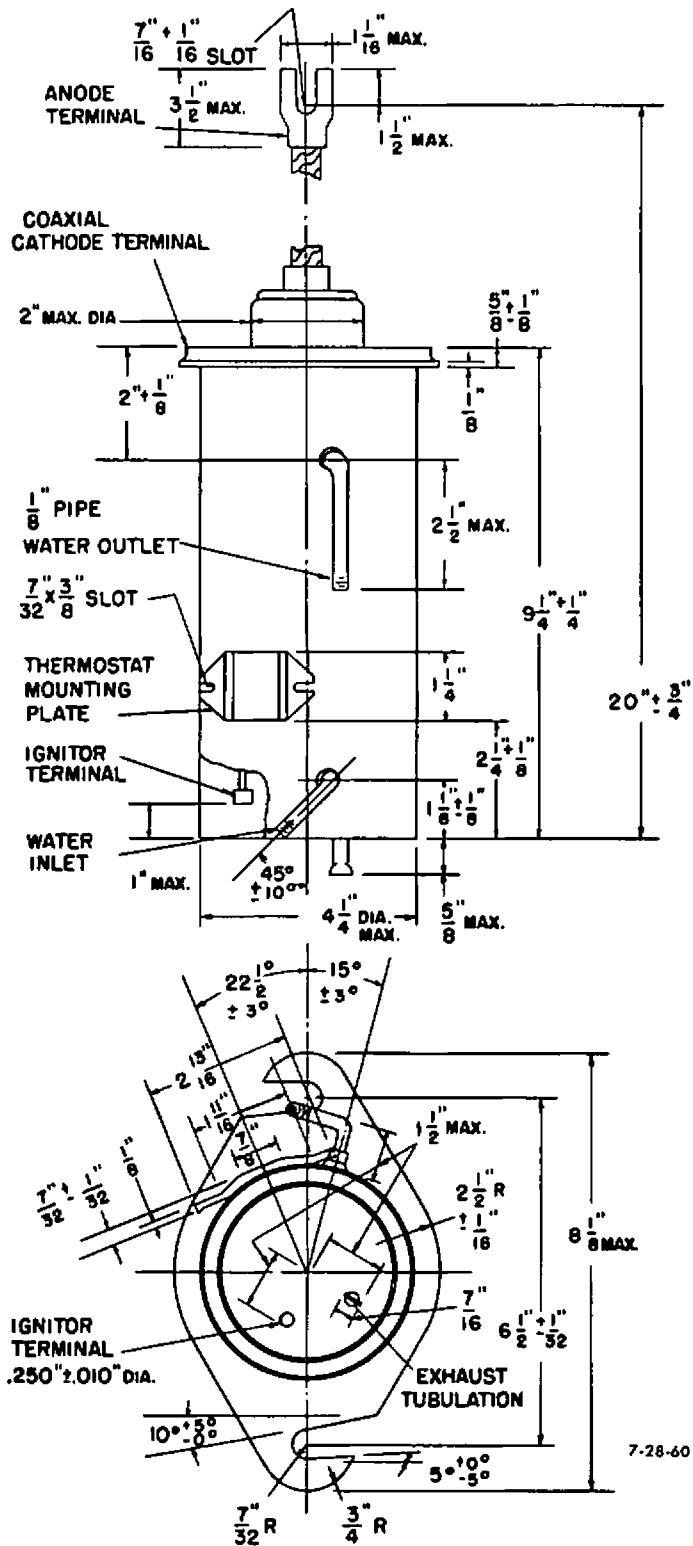 7/16" + 1/16" SLOT
1 1/16" MAX.
ANODE
TERMINAL
3 1/2" MAX.
1 1/2" MAX.
COAXIAL
CATHODE TERMINAL
2" MAX. DIA
5/8" ± 1/8"
2" + 1/8"
1/8"
1/8" PIPE
WATER OUTLET
2 1/2" MAX.
7/32" x 3/8" SLOT
9 1/4" + 1/4"
THERMOSTAT
MOUNTING
PLATE
1 1/4"
20" ± 3/4"
IGNITOR
TERMINAL
2 1/4" + 1/8"
1 1/8" ± 1/8"
WATER
INLET
1" MAX.
45°
± 10°
4 1/4" DIA.
MAX.
5/8" MAX.
22 1/2°
± 3°
15°
± 3°
2 13/16"
1 11/16"
7/8"
1 1/2" MAX.
1/8"
7/32" ± 1/32"
2 1/2" R
± 1/16"
8 1/8" MAX.
7/16"
6 1/2" ± 1/32"
IGNITOR
TERMINAL
.250" ± .010" DIA.
EXHAUST
TUBULATION
10° +5°
-0°
5° +0°
-5°
7-28-60
7/32" R
3/4" R